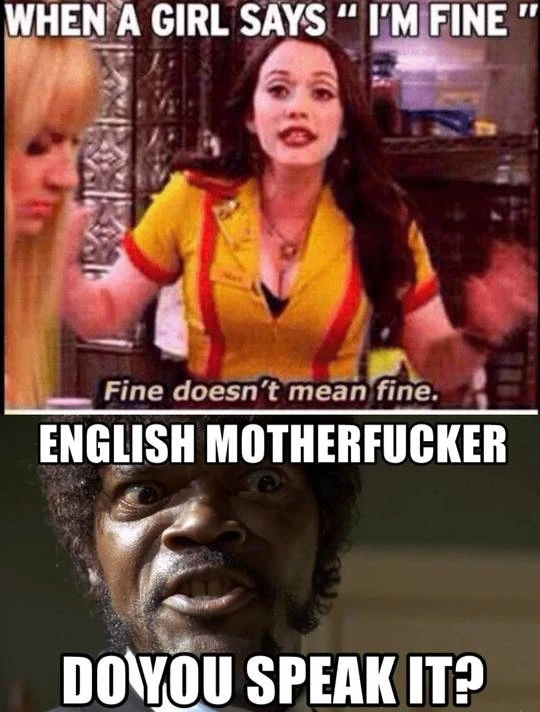 WHEN A GIRL SAYS “ I'M FINE ”
Fine doesn't mean fine.
ENGLISH MOTHERFUCKER
DO YOU SPEAK IT?